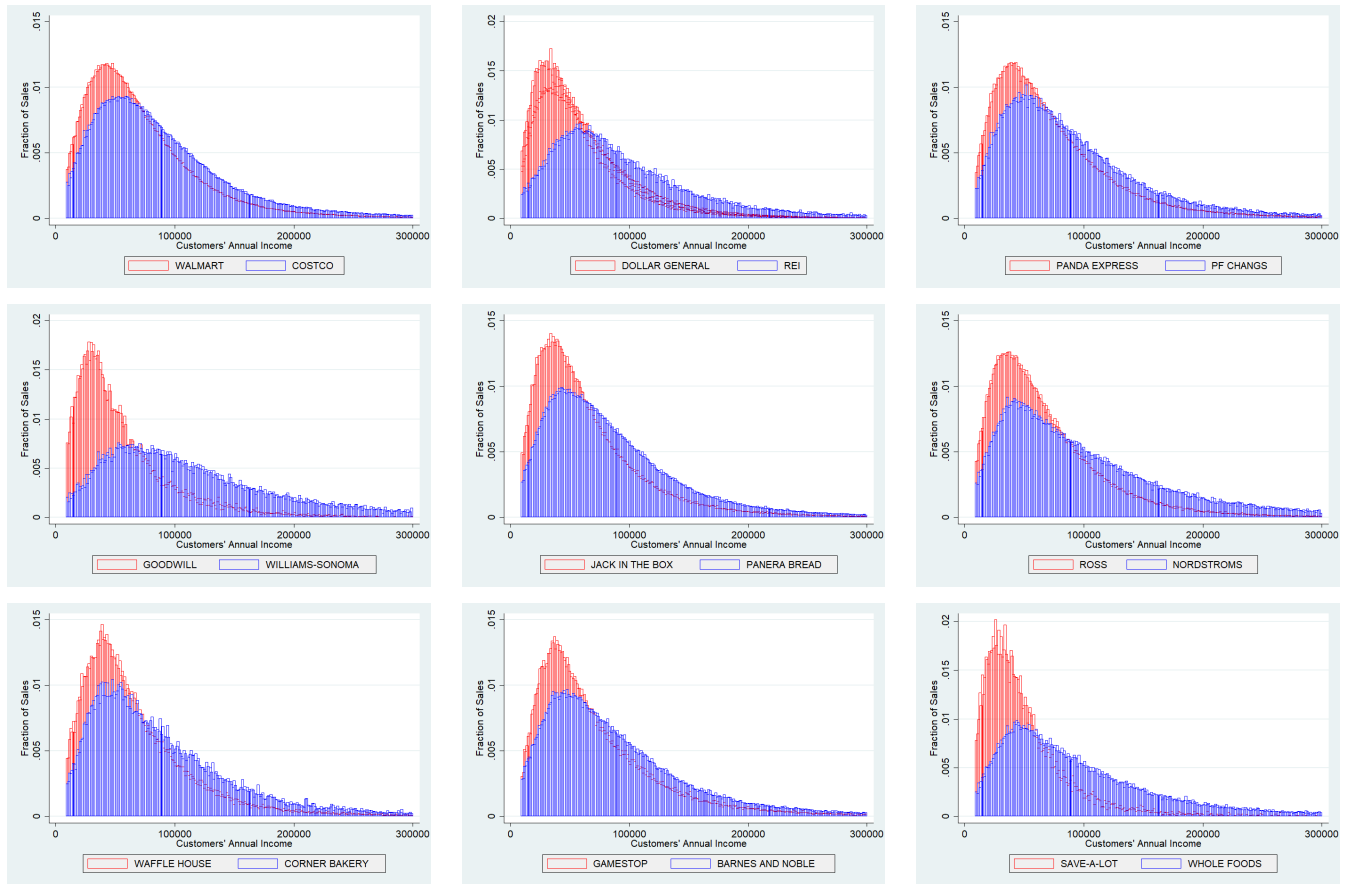 .015
.01
.005
0
Fraction of Sales
0 100000 200000 300000
Customers' Annual Income
WALMART COSTCO
.02
.015
.01
.005
0
Fraction of Sales
0 100000 200000 300000
Customers' Annual Income
DOLLAR GENERAL REI
.015
.01
.005
0
Fraction of Sales
0 100000 200000 300000
Customers' Annual Income
PANDA EXPRESS PF CHANGS
.02
.015
.01
.005
0
Fraction of Sales
0 100000 200000 300000
Customers' Annual Income
GOODWILL WILLIAMS-SONOMA
.015
.01
.005
0
Fraction of Sales
0 100000 200000 300000
Customers' Annual Income
JACK IN THE BOX PANERA BREAD
.015
.01
.005
0
Fraction of Sales
0 100000 200000 300000
Customers' Annual Income
ROSS NORDSTROMS
.015
.01
.005
0
Fraction of Sales
0 100000 200000 300000
Customers' Annual Income
WAFFLE HOUSE CORNER BAKERY
.015
.01
.005
0
Fraction of Sales
0 100000 200000 300000
Customers' Annual Income
GAMESTOP BARNES AND NOBLE
.02
.015
.01
.005
0
Fraction of Sales
0 100000 200000 300000
Customers' Annual Income
SAVE-A-LOT WHOLE FOODS